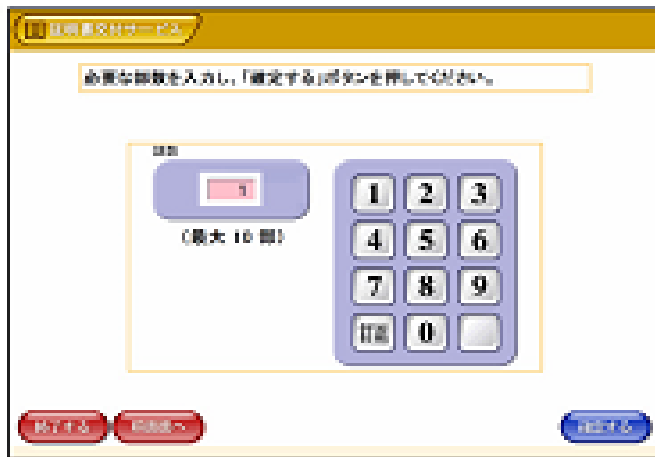 証明書交付サービス
必要な部数を入力し、「確定する」ボタンを押してください。
部数
1
(最大 10 部)
1 2 3
4 5 6
7 8 9
訂正 0
終了する 前画面へ 確定する